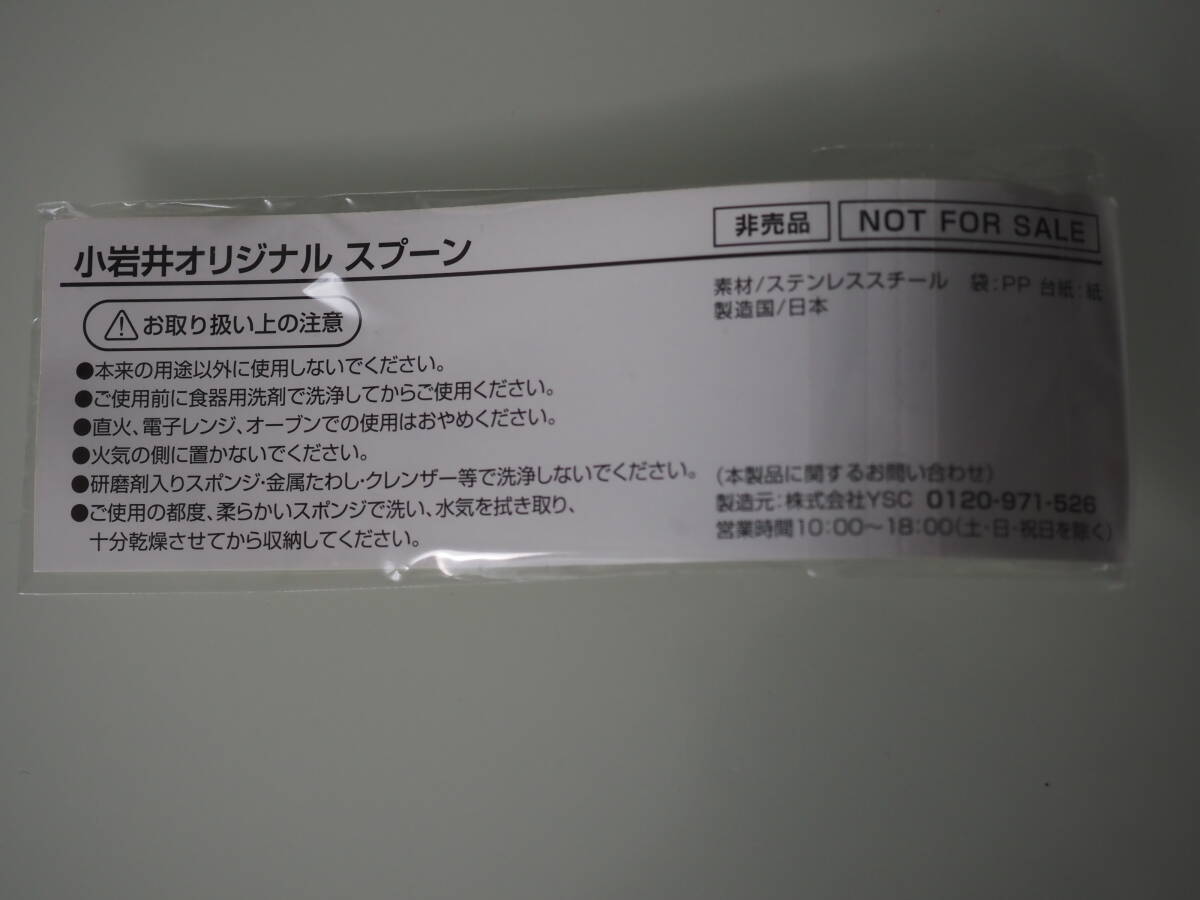 小岩井オリジナル スプーン
非売品 NOT FOR SALE
素材/ステンレススチール 袋:PP 台紙:紙
製造国/日本
⚠お取り扱い上の注意
●本来の用途以外に使用しないでください。
●ご使用前に食器用洗剤で洗浄してからご使用ください。
●直火、電子レンジ、オーブンでの使用はおやめください。
●火気の側に置かないでください。
●研磨剤入りスポンジ・金属たわし・クレンザー等で洗浄しないでください。
●ご使用の都度、柔らかいスポンジで洗い、水気を拭き取り、
十分乾燥させてから収納してください。
(本製品に関するお問い合わせ)
製造元:株式会社YSC 0120-971-526
営業時間10:00〜18:00(土・日・祝日を除く)